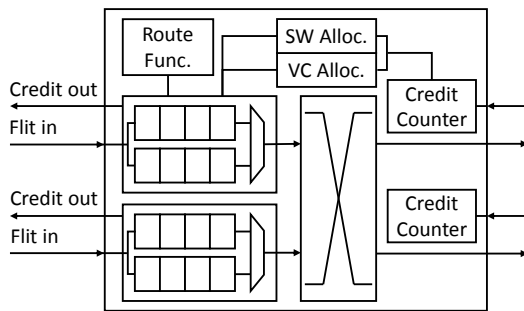 Route
Func.
SW Alloc.
VC Alloc.
Credit out
Credit
Counter
Flit in
Credit out
Credit
Counter
Flit in